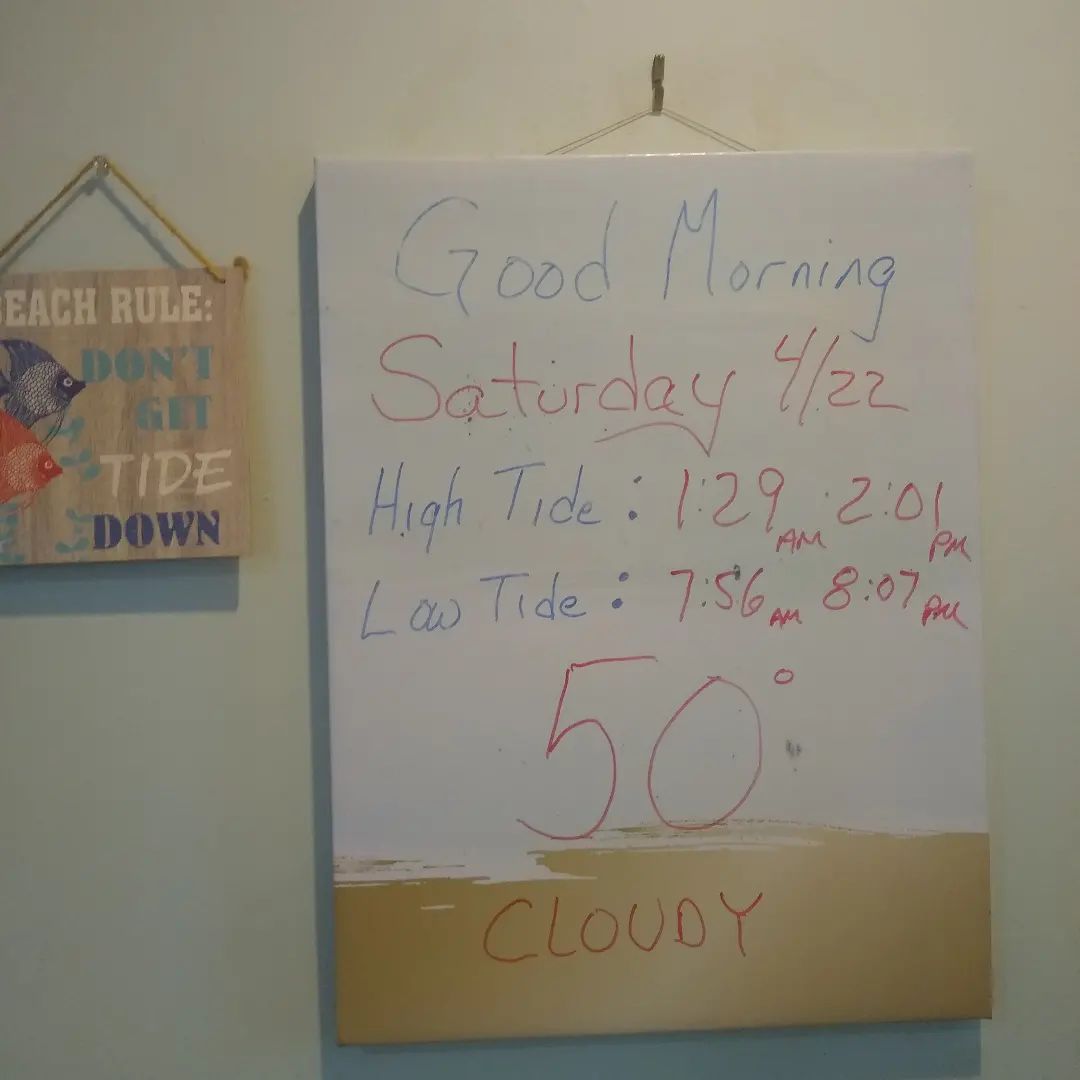 BEACH RULE:
DON'T
GET
TIDE
DOWN
Good Morning
Saturday 4/22
High Tide: 1:29 AM 2:01 PM
Low Tide: 7:56 AM 8:07 PM
50°
CLOUDY